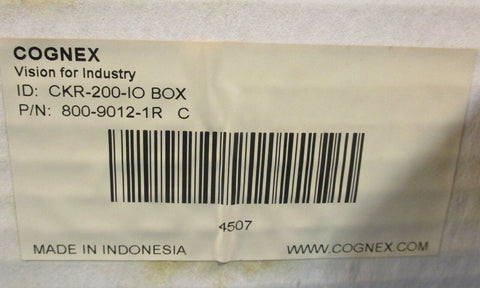 COGNEX
Vision for Industry
ID: CKR-200-IO BOX
P/N: 800-9012-1R C
4507
MADE IN INDONESIA
WWW.COGNEX.COM